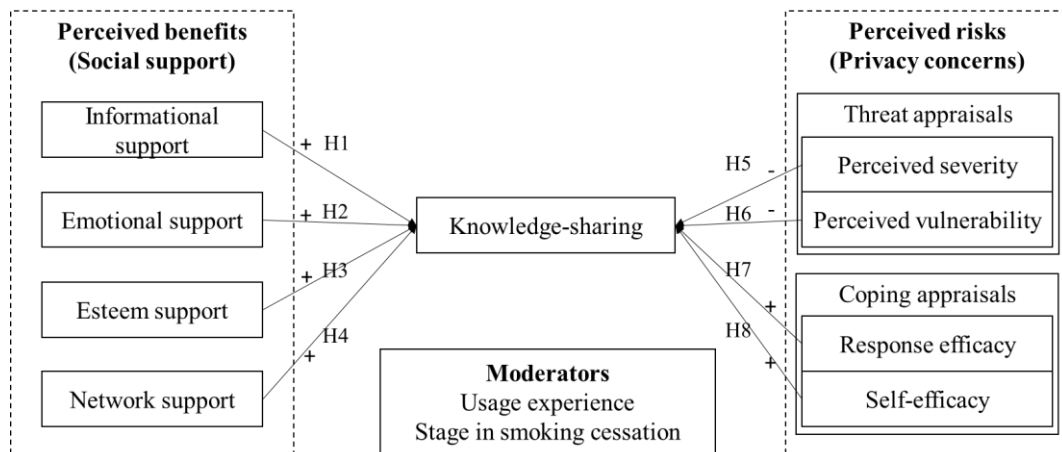 Perceived benefits
(Social support)
Informational
support
Emotional support
Esteem support
Network support
+ H1
+ H2
+ H3
+ H4
Knowledge-sharing
Moderators
Usage experience
Stage in smoking cessation
H5 -
H6 -
H7 +
H8 +
Perceived risks
(Privacy concerns)
Threat appraisals
Perceived severity
Perceived vulnerability
Coping appraisals
Response efficacy
Self-efficacy